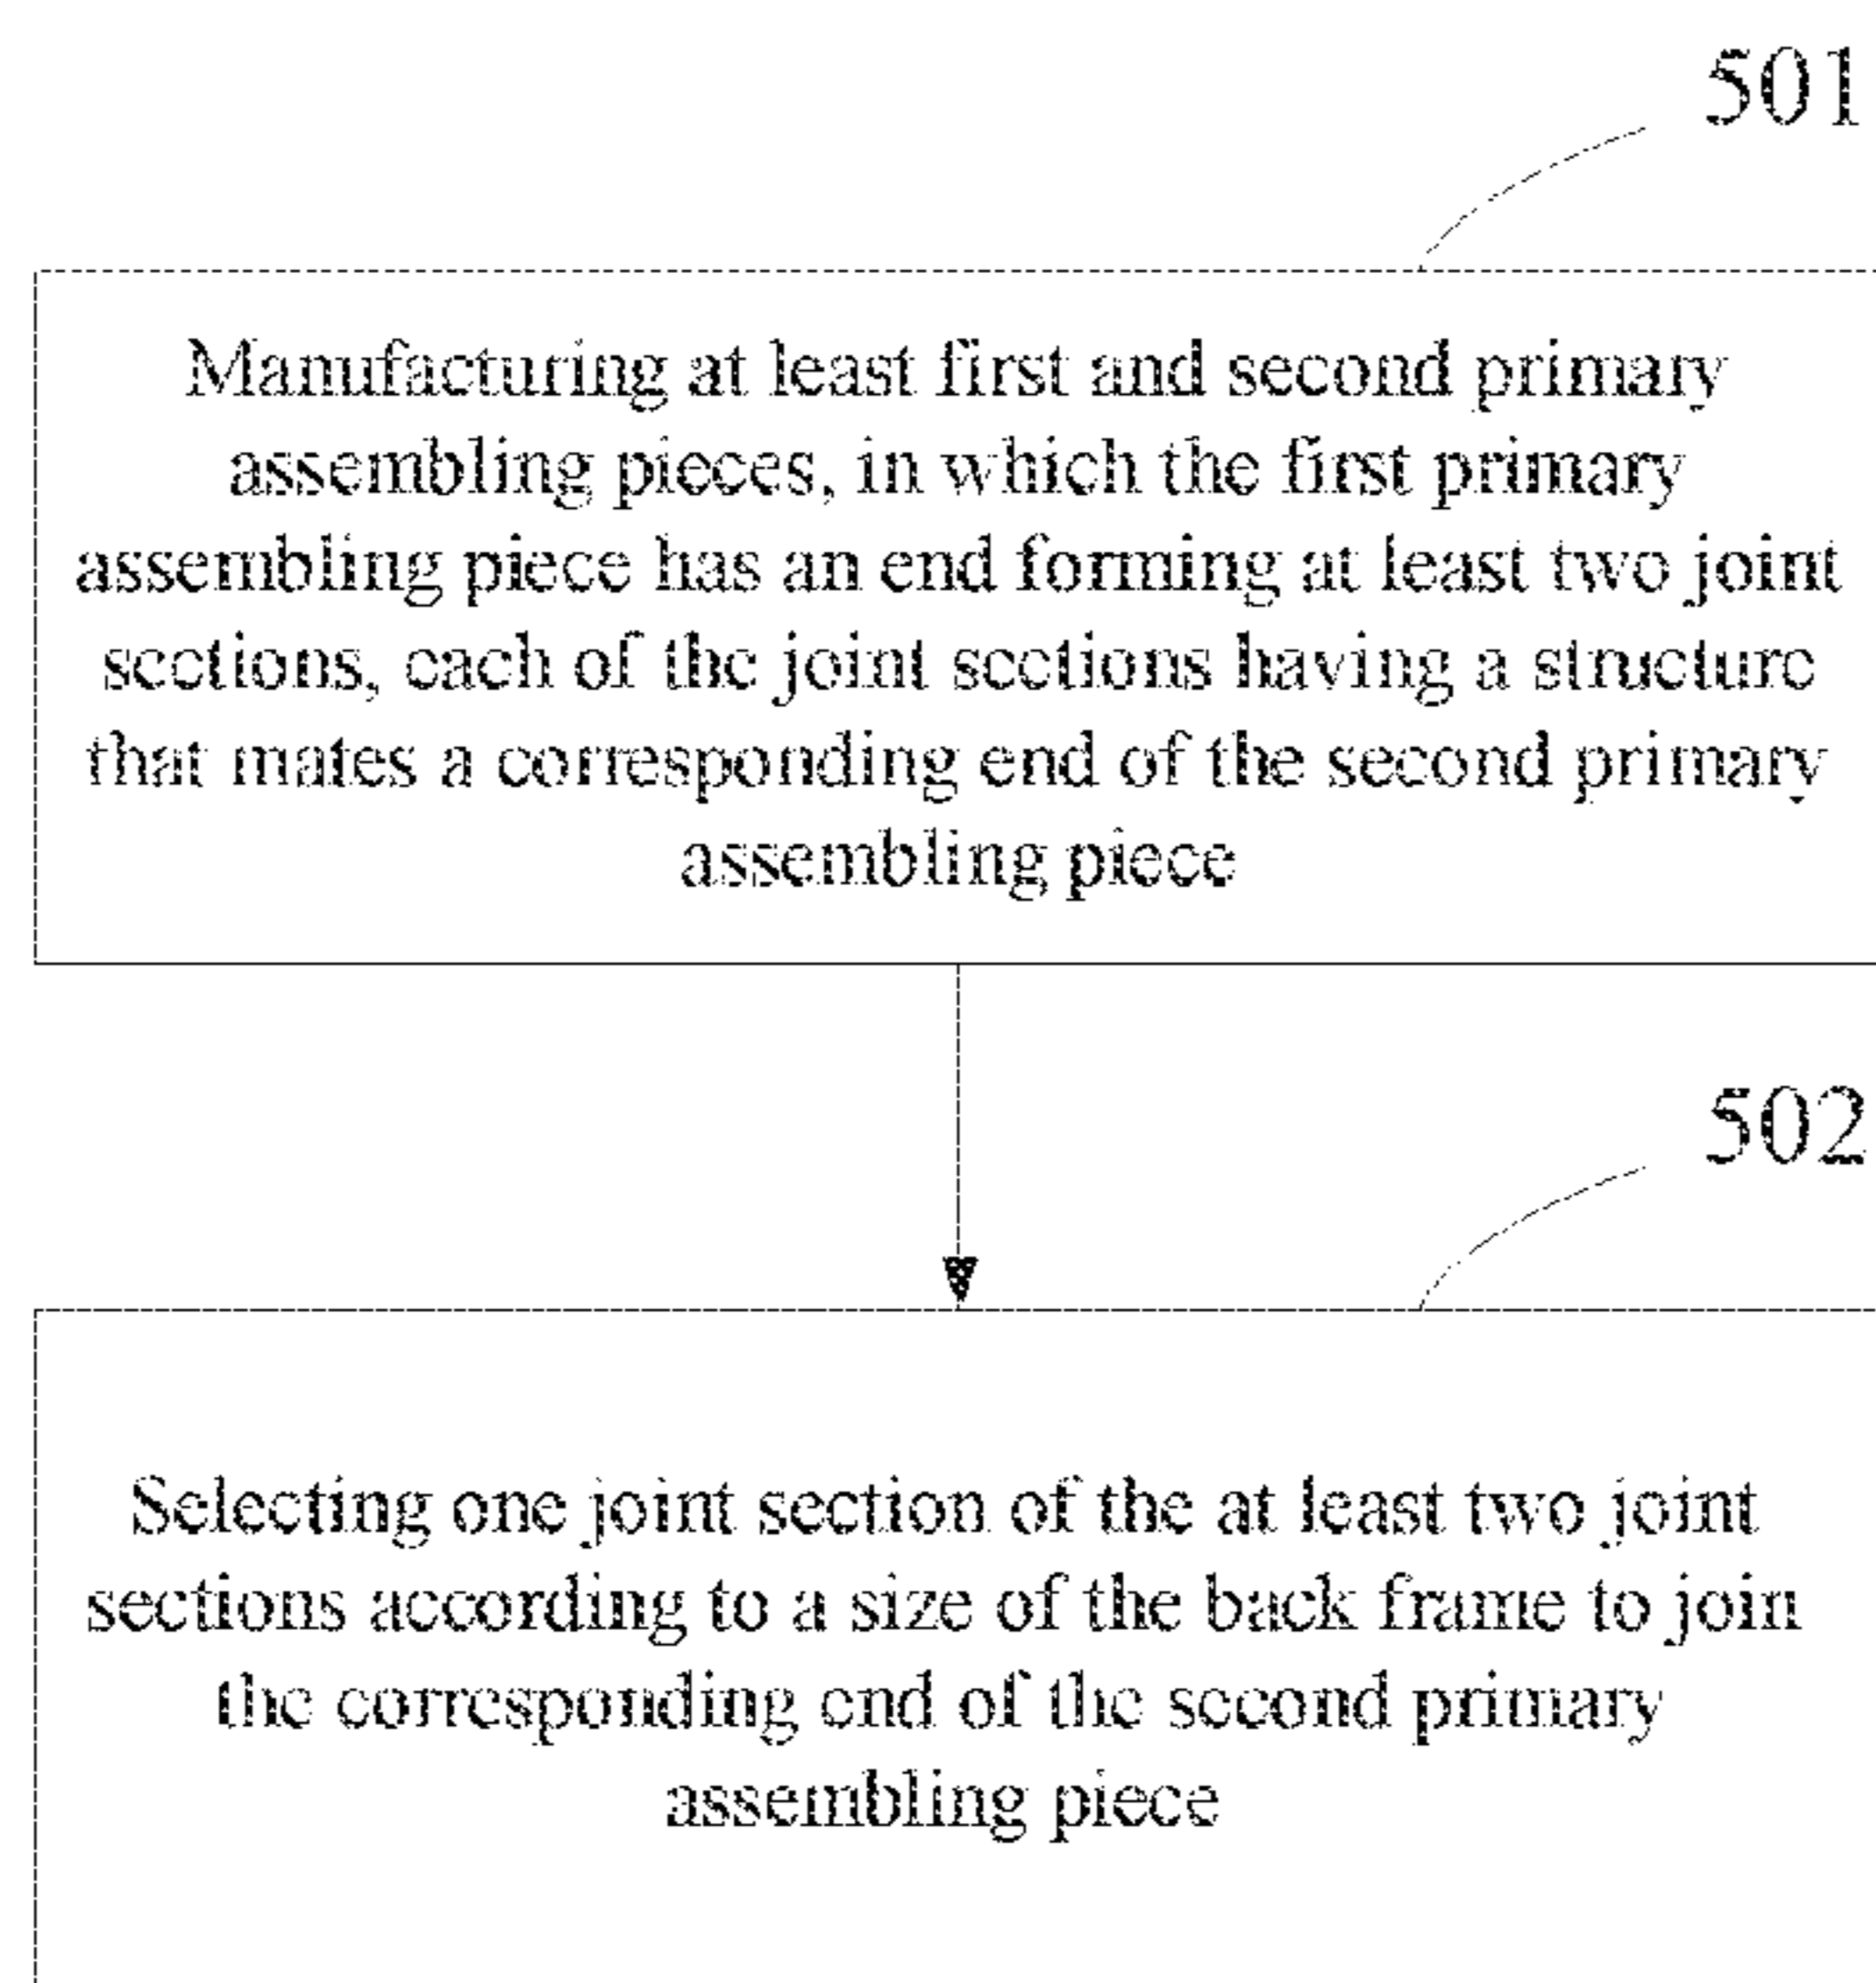 501
Manufacturing at least first and second primary
assembling pieces, in which the first primary
assembling piece has an end forming at least two joint
sections, each of the joint sections having a structure
that mates a corresponding end of the second primary
assembling piece
502
Selecting one joint section of the at least two joint
sections according to a size of the back frame to join
the corresponding end of the second primary
assembling piece